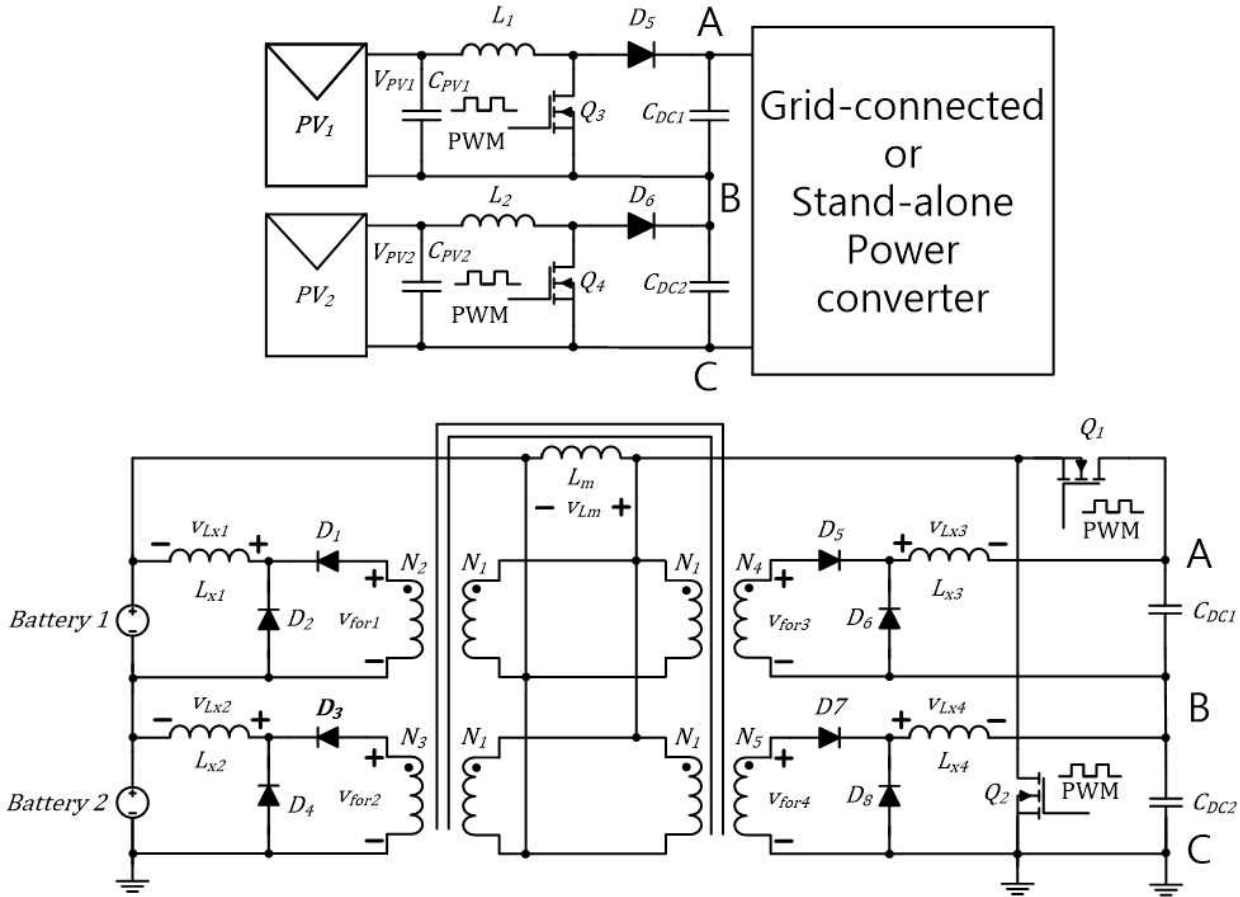 L1 D5 A
VPV1 CPV1
PV1
PWM
Q3
CDC1
Grid-connected
or
Stand-alone
Power
converter
B
L2 D6
VPV2 CPV2
PV2
PWM
Q4
CDC2
C
Q1
PWM
Lm
− vLm +
− vLx1 + D1
Lx1
N2 N1 N1 N4
D5 + vLx3 −
Lx3
A
Battery 1
+
-
D2
+
vfor1
−
+
vfor3
−
D6
CDC1
− vLx2 + D3
Lx2
N3 N1 N1 N5
D7 + vLx4 −
Lx4
B
Battery 2
+
-
D4
+
vfor2
−
+
vfor4
−
D8
Q2
PWM
CDC2
C